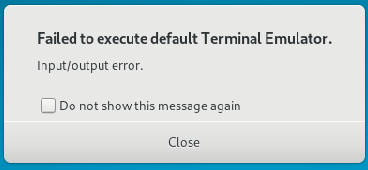 Failed to execute default Terminal Emulator.
Input/output error.
Do not show this message again
Close